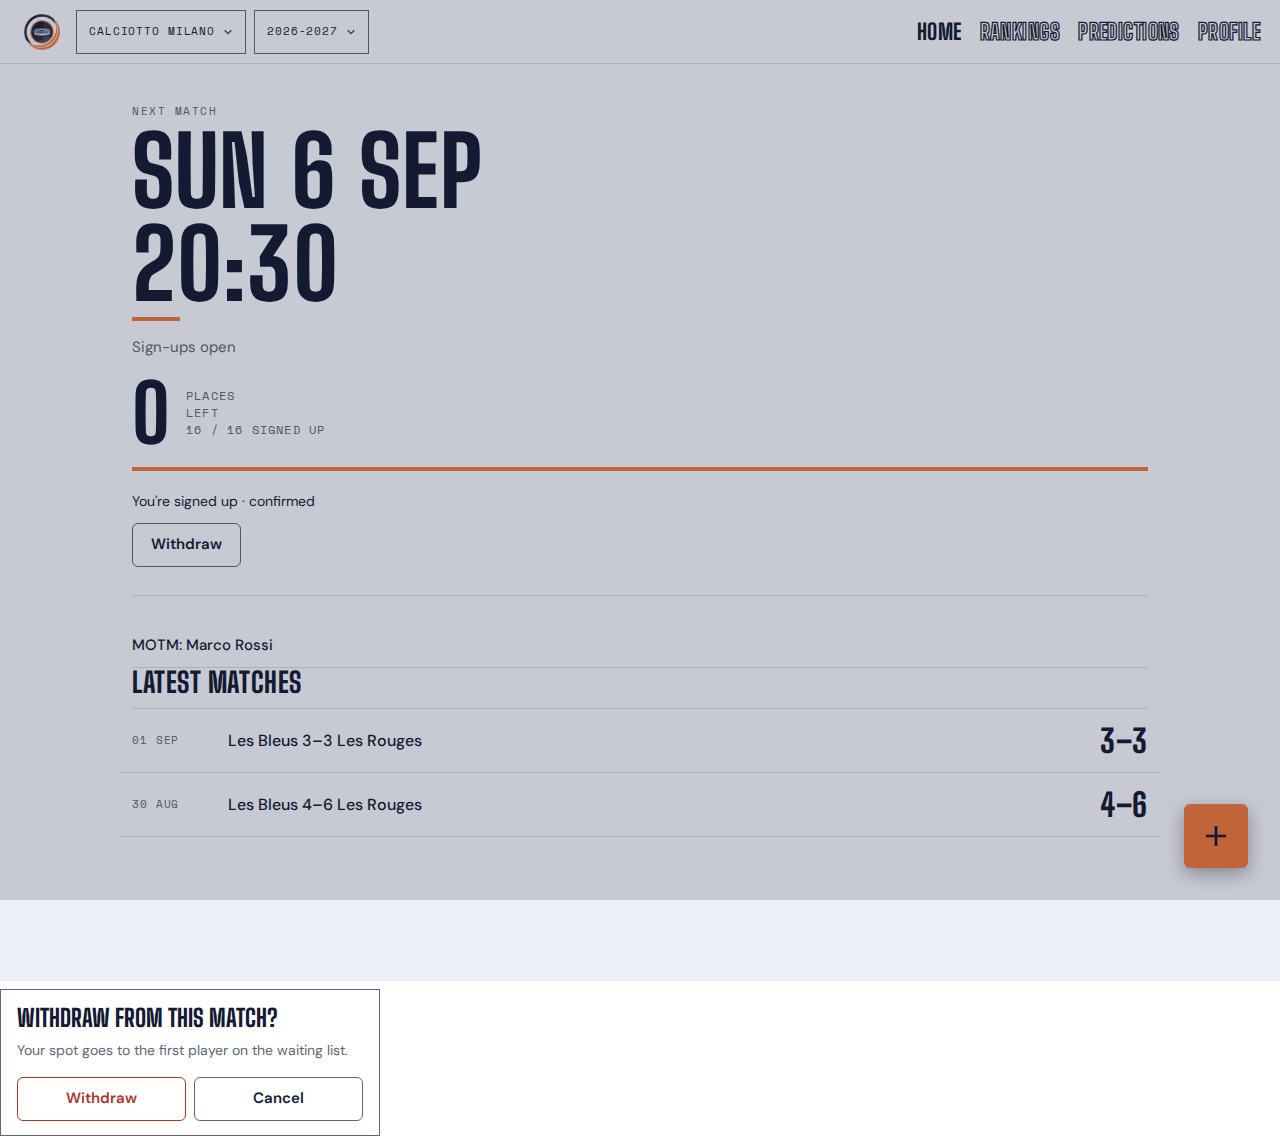 CALCIOTTO MILANO
2026-2027
HOME
RANKINGS
PREDICTIONS
PROFILE
NEXT MATCH
SUN 6 SEP
20:30
Sign-ups open
0
PLACES
LEFT
16 / 16 SIGNED UP
You're signed up · confirmed
Withdraw
MOTM: Marco Rossi
LATEST MATCHES
01 SEP Les Bleus 3–3 Les Rouges 3–3
30 AUG Les Bleus 4–6 Les Rouges 4–6
WITHDRAW FROM THIS MATCH?
Your spot goes to the first player on the waiting list.
Withdraw
Cancel